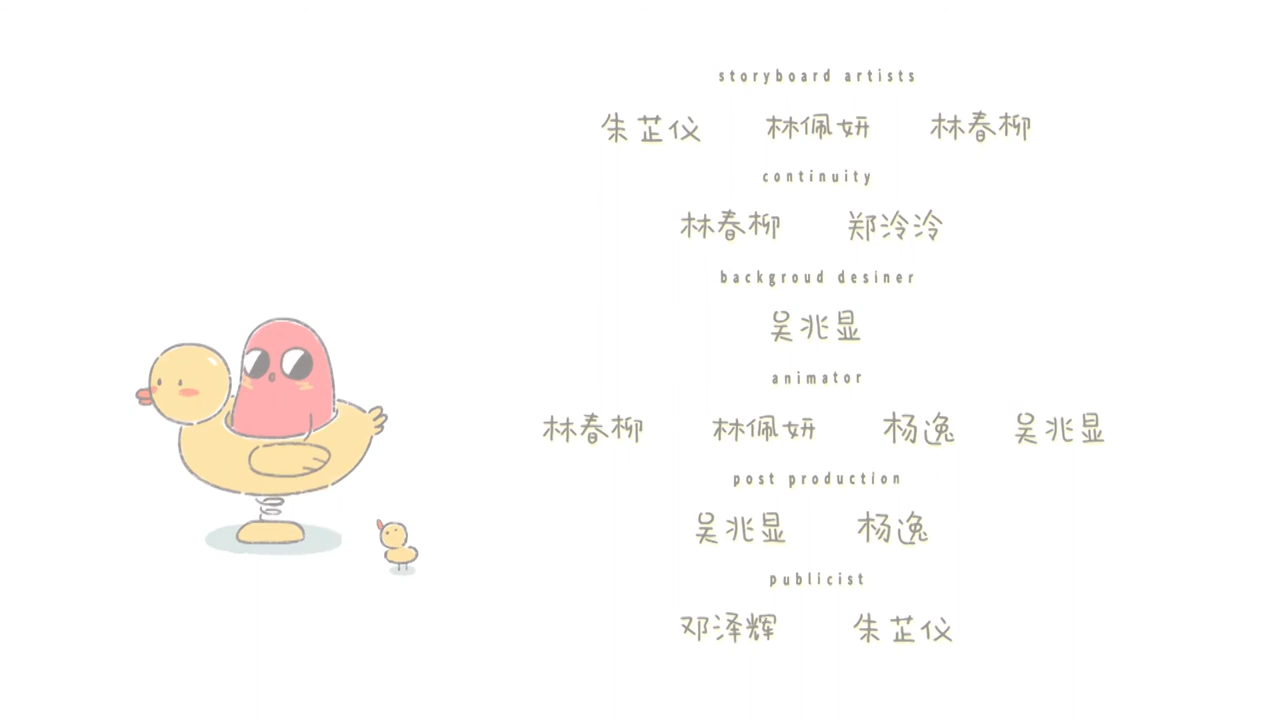 storyboard artists
朱芷仪 林佩妍 林春柳
continuity
林春柳 郑泠泠
backgroud desiner
吴兆显
animator
林春柳 林佩妍 杨逸 吴兆显
post production
吴兆显 杨逸
publicist
邓泽辉 朱芷仪